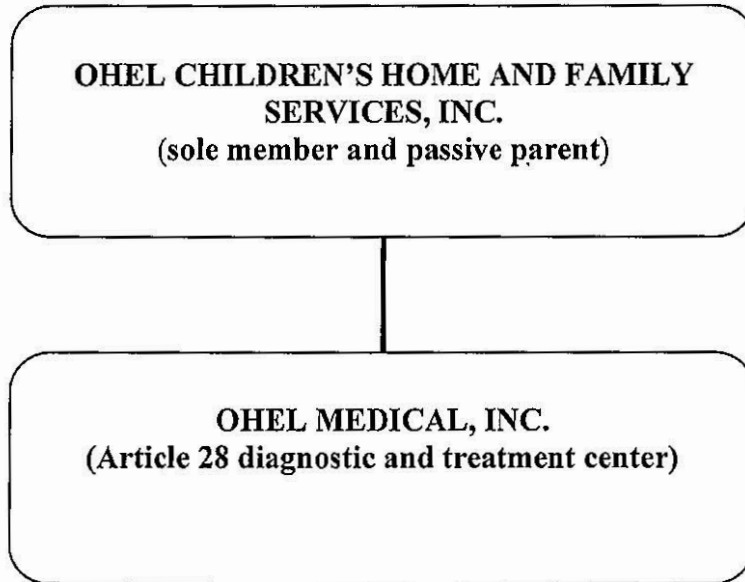 OHEL CHILDREN'S HOME AND FAMILY
SERVICES, INC.
(sole member and passive parent)
OHEL MEDICAL, INC.
(Article 28 diagnostic and treatment center)